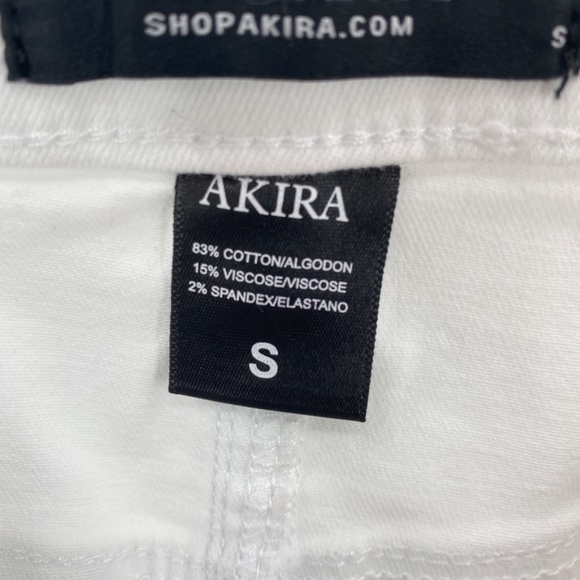 SHOPAKIRA.COM
S
AKIRA
83% COTTON/ALGODON
15% VISCOSE/VISCOSE
2% SPANDEX/ELASTANO
S